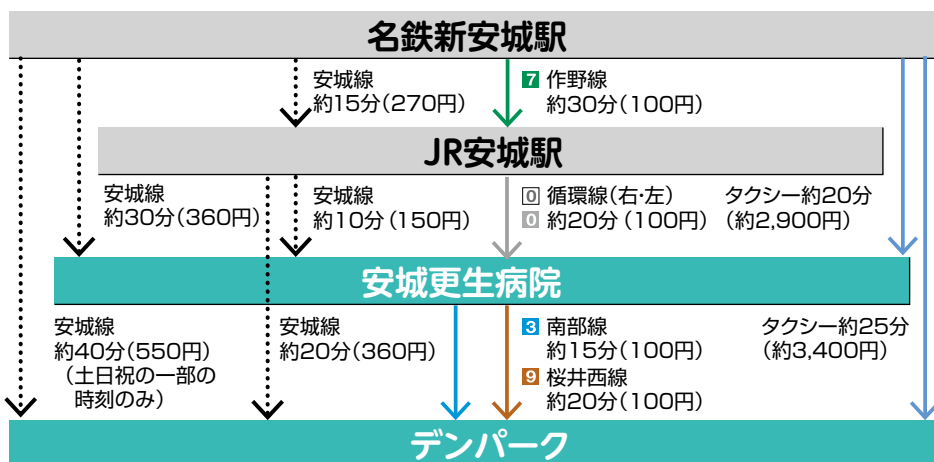 名鉄新安城駅
安城線
約15分(270円)
7 作野線
約30分(100円)
JR安城駅
安城線
約30分(360円)
安城線
約10分(150円)
0 循環線(右・左)
0 約20分(100円)
タクシー約20分
(約2,900円)
安城更生病院
安城線
約40分(550円)
(土日祝の一部の
時刻のみ)
安城線
約20分(360円)
3 南部線
約15分(100円)
9 桜井西線
約20分(100円)
タクシー約25分
(約3,400円)
デンパーク